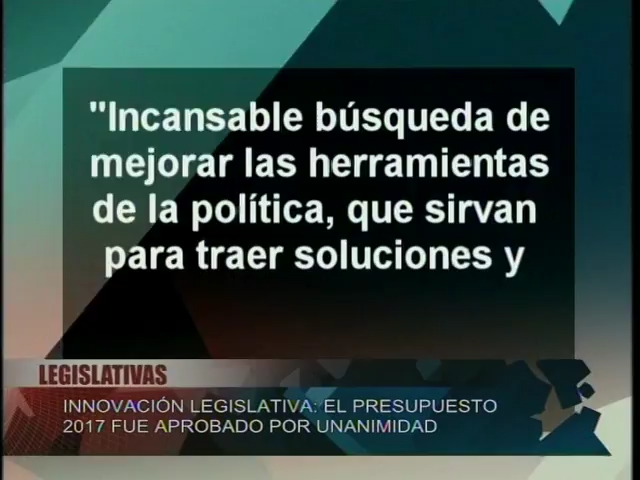 "Incansable búsqueda de
mejorar las herramientas
de la política, que sirvan
para traer soluciones y
LEGISLATIVAS
INNOVACIÓN LEGISLATIVA: EL PRESUPUESTO
2017 FUE APROBADO POR UNANIMIDAD